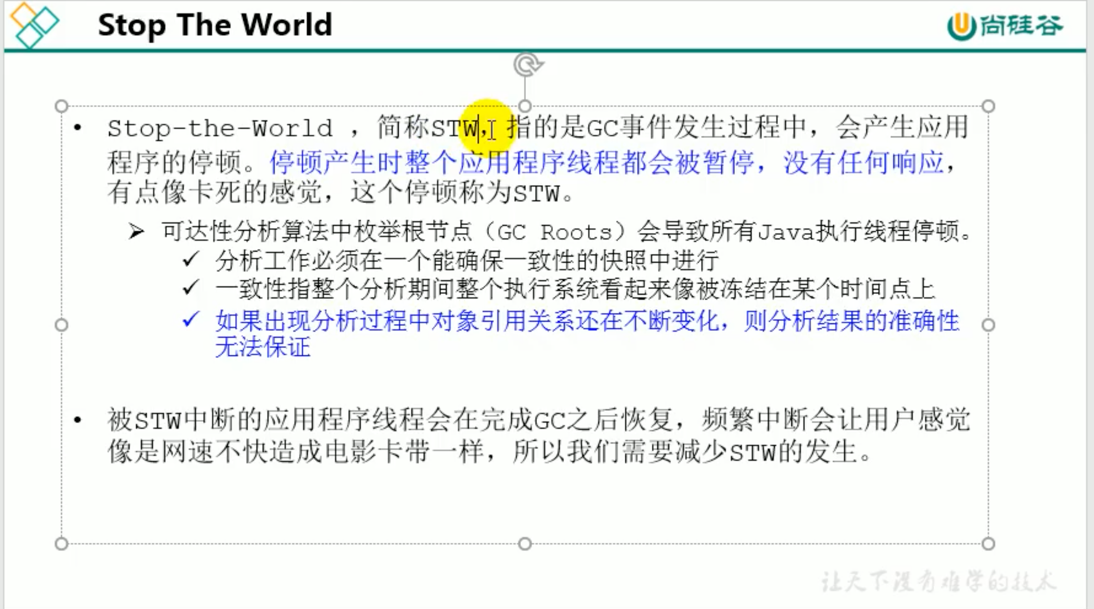 Stop The World
尚硅谷
• Stop-the-World ，简称STW，指的是GC事件发生过程中，会产生应用
程序的停顿。停顿产生时整个应用程序线程都会被暂停，没有任何响应，
有点像卡死的感觉，这个停顿称为STW。
➢ 可达性分析算法中枚举根节点（GC Roots）会导致所有Java执行线程停顿。
✓ 分析工作必须在一个能确保一致性的快照中进行
✓ 一致性指整个分析期间整个执行系统看起来像被冻结在某个时间点上
✓ 如果出现分析过程中对象引用关系还在不断变化，则分析结果的准确性
无法保证
• 被STW中断的应用程序线程会在完成GC之后恢复，频繁中断会让用户感觉
像是网速不快造成电影卡带一样，所以我们需要减少STW的发生。
让天下没有难学的技术